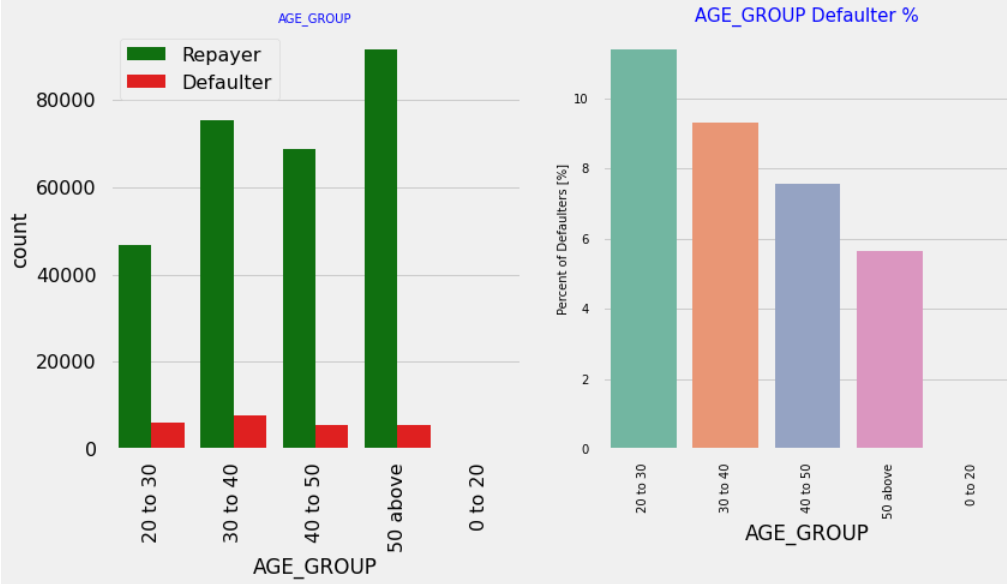 AGE_GROUP
Repayer
Defaulter
80000
60000
40000
20000
0
count
20 to 30
30 to 40
40 to 50
50 above
0 to 20
AGE_GROUP
AGE_GROUP Defaulter %
10
8
6
4
2
0
Percent of Defaulters [%]
20 to 30
30 to 40
40 to 50
50 above
0 to 20
AGE_GROUP